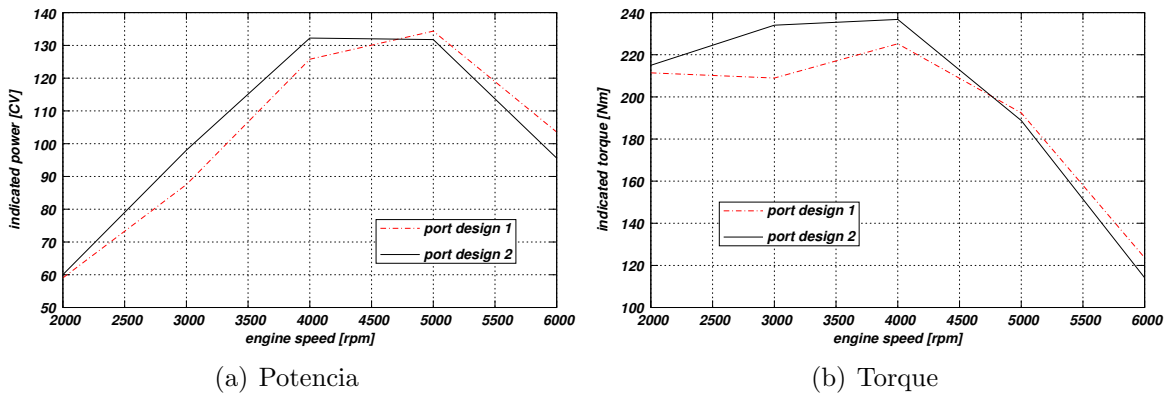 140
130
120
110
100
90
80
70
60
50
indicated power [CV]
port design 1
port design 2
2000 2500 3000 3500 4000 4500 5000 5500 6000
engine speed [rpm]
(a) Potencia
240
220
200
180
160
140
120
100
indicated torque [Nm]
port design 1
port design 2
2000 2500 3000 3500 4000 4500 5000 5500 6000
engine speed [rpm]
(b) Torque